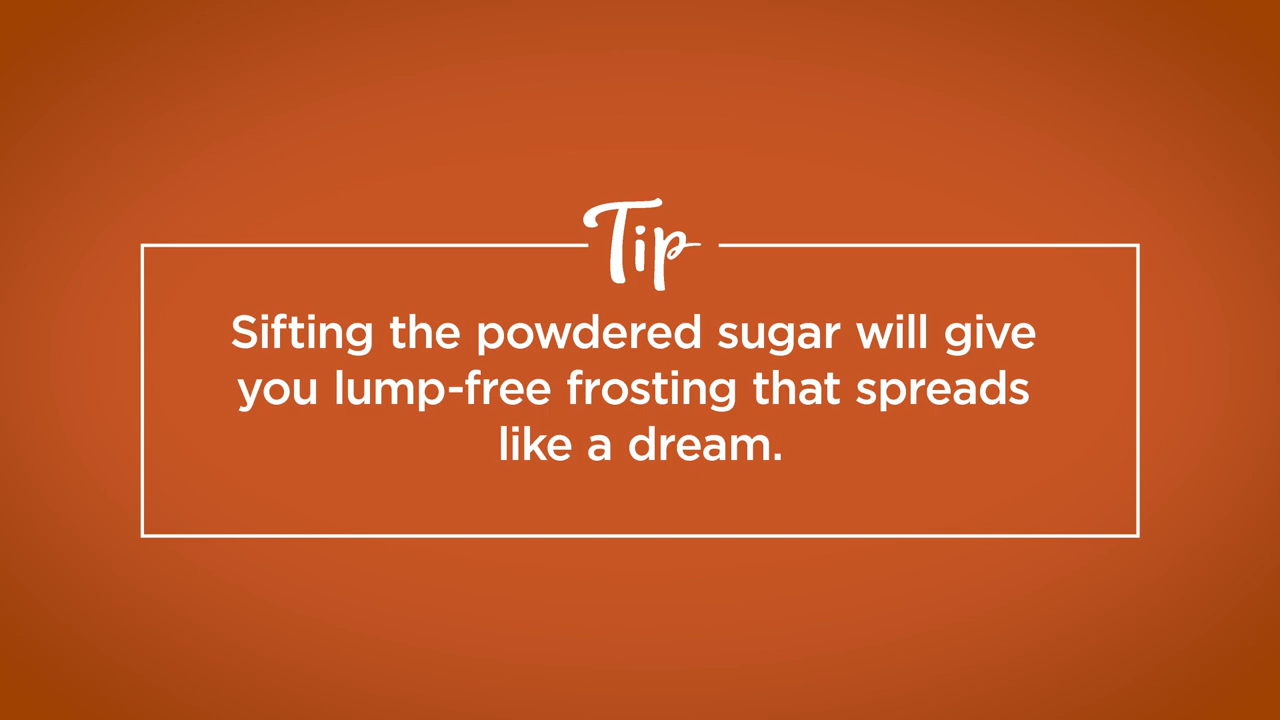 Tip
Sifting the powdered sugar will give
you lump-free frosting that spreads
like a dream.